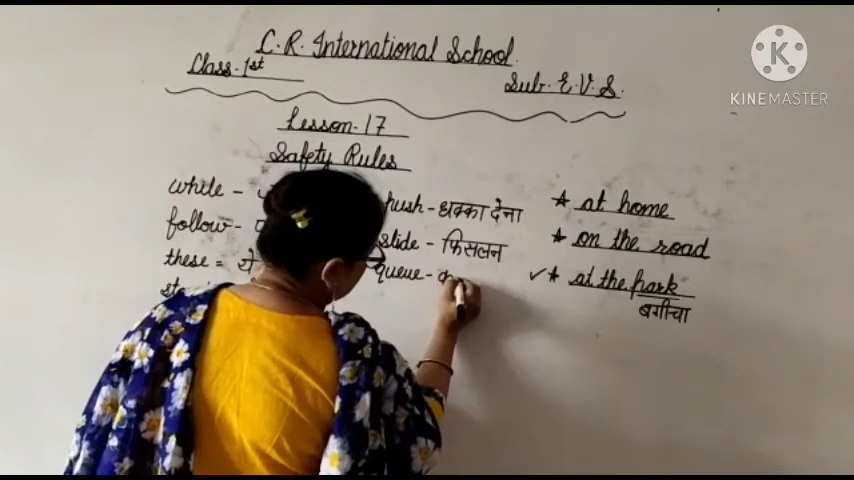 C. R. International School
Class- 1st
Sub- E.V.S.
Lesson-17
Safety Rules
while -
follow -
these = ये
push - धक्का देना
slide - फिसलन
queue -
★ at home
★ on the road
✓ ★ at the park
बगीचा
KINEMASTER